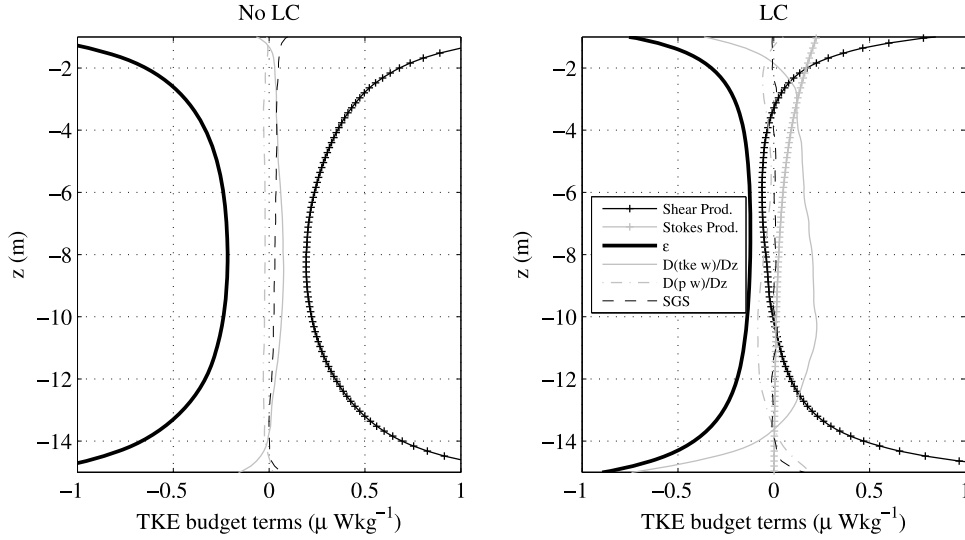 No LC
−2
−4
−6
−8
−10
−12
−14
z (m)
−1 −0.5 0 0.5 1
TKE budget terms (μ Wkg−1)
LC
−2
−4
−6
−8
−10
−12
−14
z (m)
Shear Prod.
Stokes Prod.
ε
D(tke w)/Dz
D(p w)/Dz
SGS
−1 −0.5 0 0.5 1
TKE budget terms (μ Wkg−1)